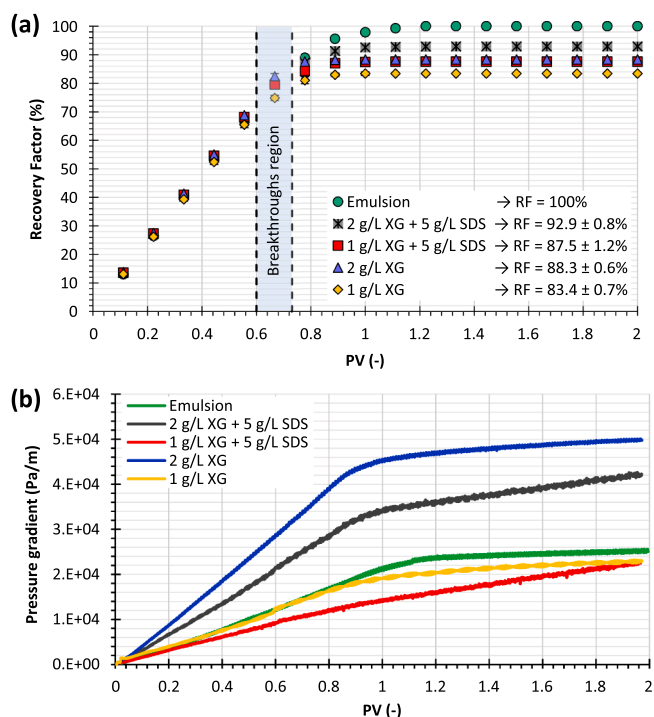 (a)
Recovery Factor (%)
100
90
80
70
60
50
40
30
20
10
0
Breakthroughs region
Emulsion → RF = 100%
2 g/L XG + 5 g/L SDS → RF = 92.9 ± 0.8%
1 g/L XG + 5 g/L SDS → RF = 87.5 ± 1.2%
2 g/L XG → RF = 88.3 ± 0.6%
1 g/L XG → RF = 83.4 ± 0.7%
0 0.2 0.4 0.6 0.8 1 1.2 1.4 1.6 1.8 2
PV (-)
(b)
Pressure gradient (Pa/m)
6.E+04
5.E+04
4.E+04
3.E+04
2.E+04
1.E+04
0.E+00
Emulsion
2 g/L XG + 5 g/L SDS
1 g/L XG + 5 g/L SDS
2 g/L XG
1 g/L XG
0 0.2 0.4 0.6 0.8 1 1.2 1.4 1.6 1.8 2
PV (-)